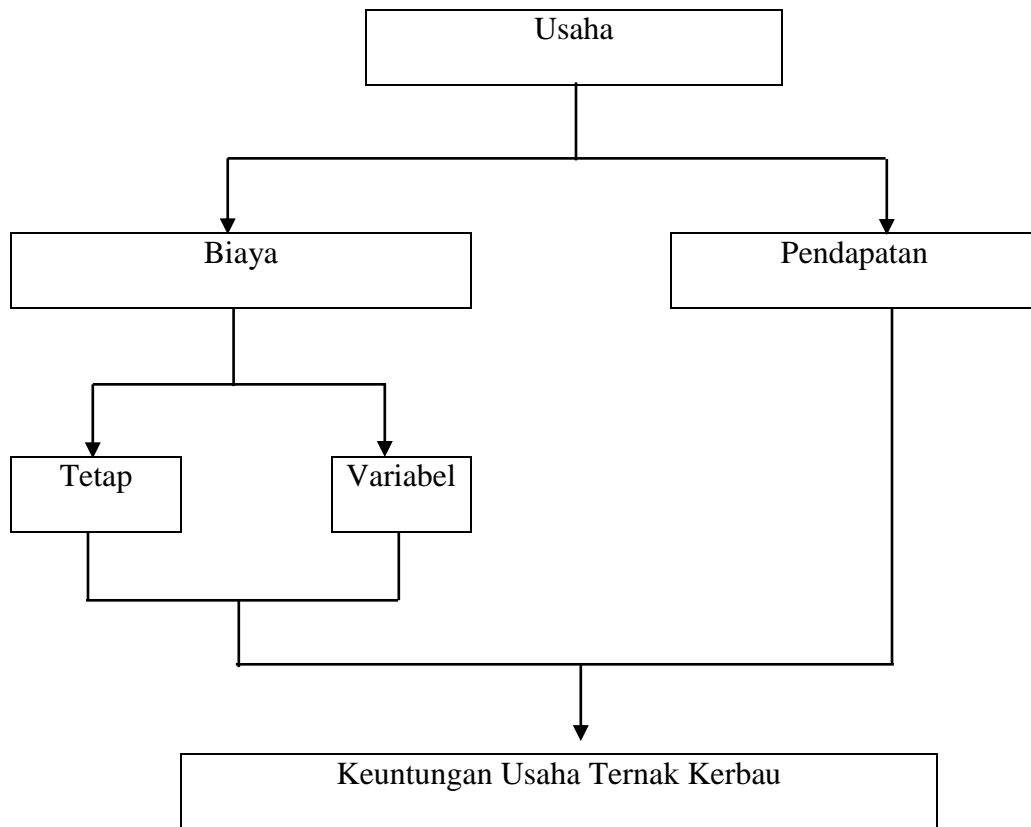 Usaha
Biaya
Pendapatan
Tetap
Variabel
Keuntungan Usaha Ternak Kerbau